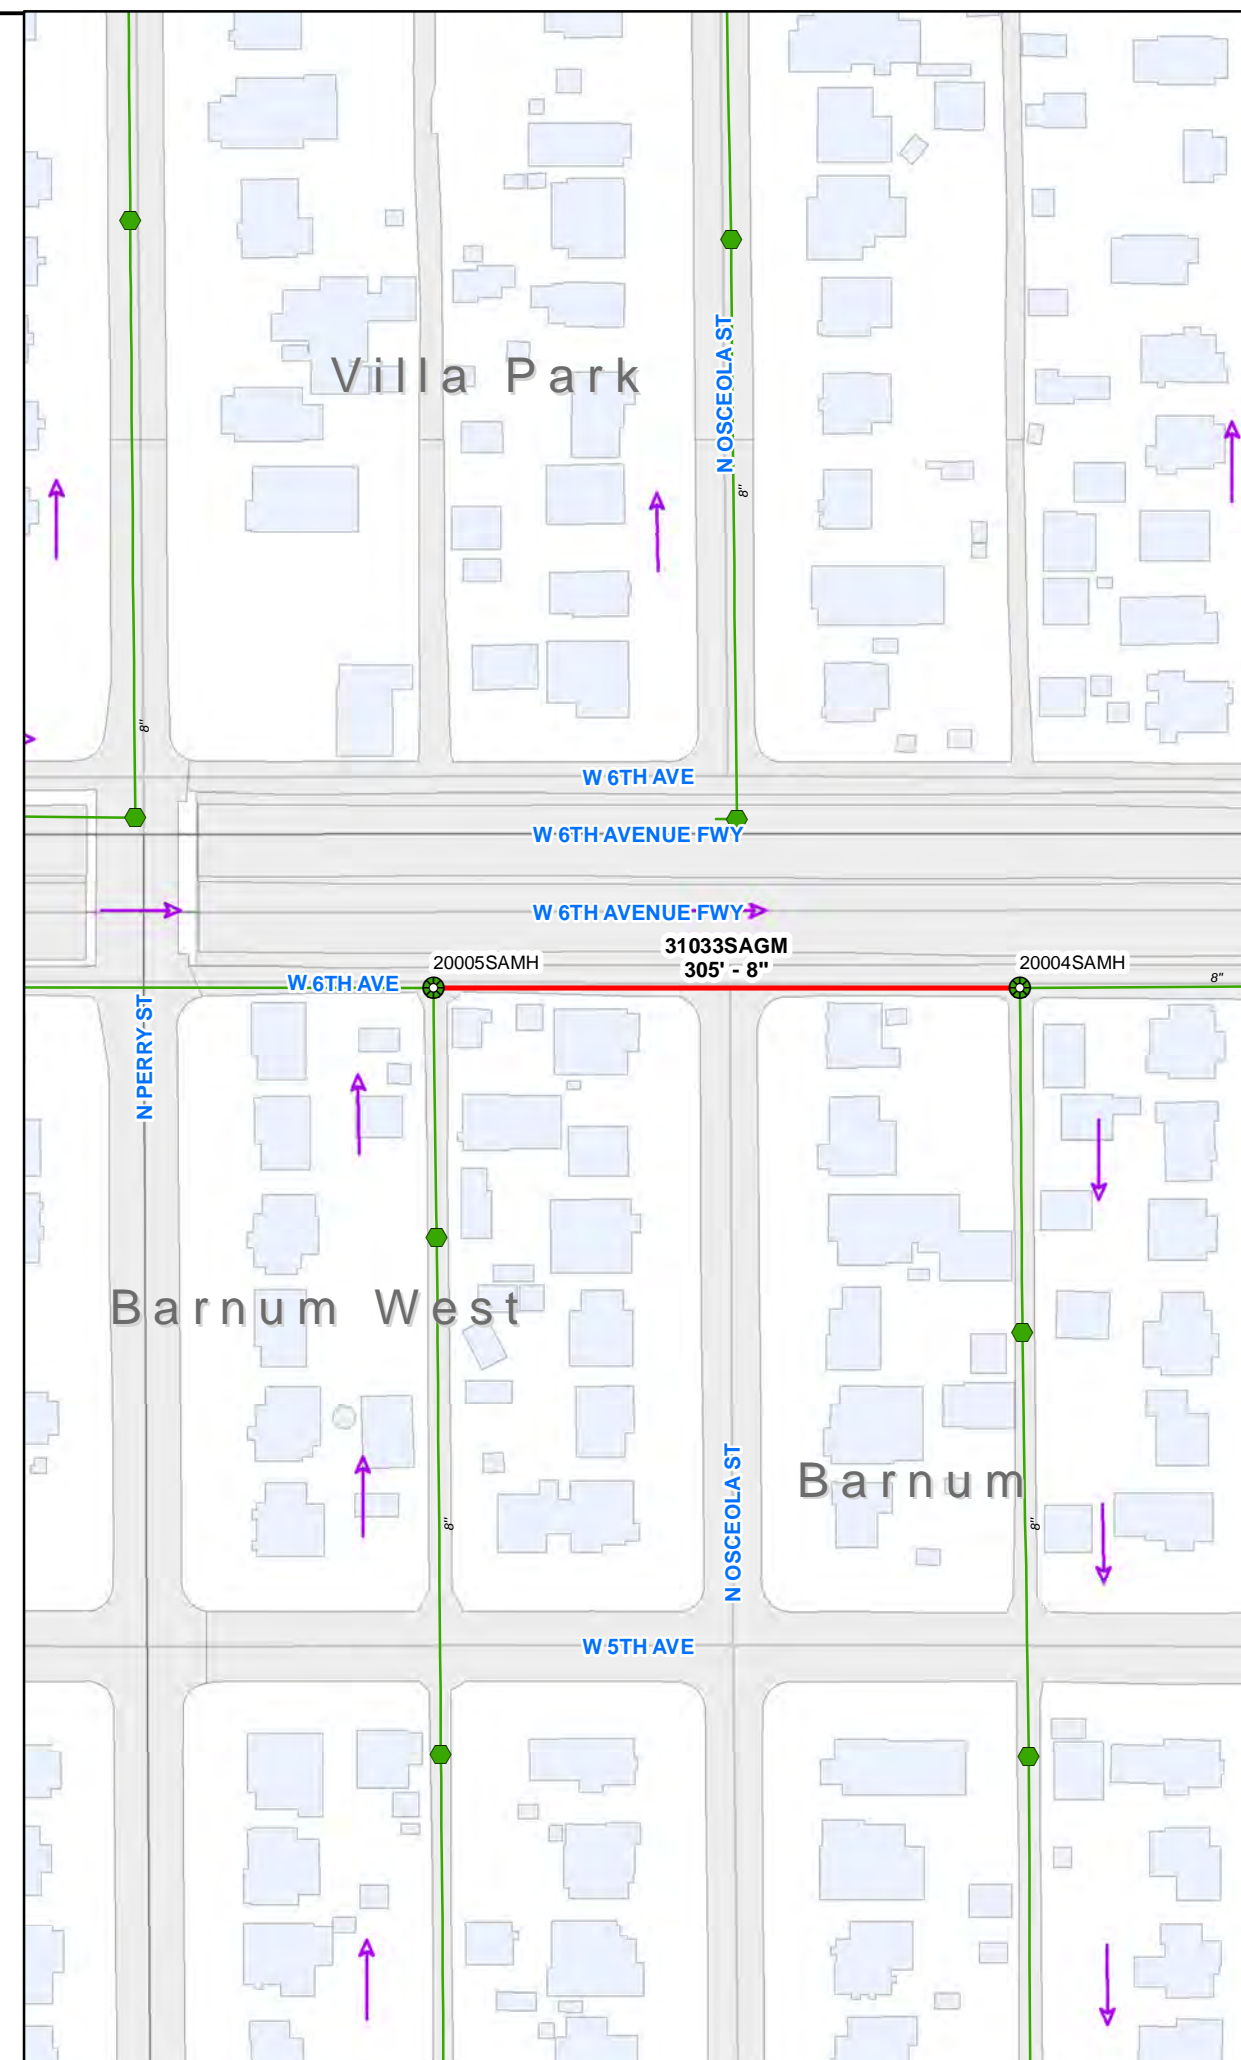 Villa Park
N OSCEOLA ST
8"
8"
W 6TH AVE
W 6TH AVENUE FWY
W 6TH AVENUE FWY
31033SAGM
305' - 8"
20005SAMH
20004SAMH
W 6TH AVE
8"
N PERRY ST
Barnum West
Barnum
N OSCEOLA ST
8"
8"
W 5TH AVE